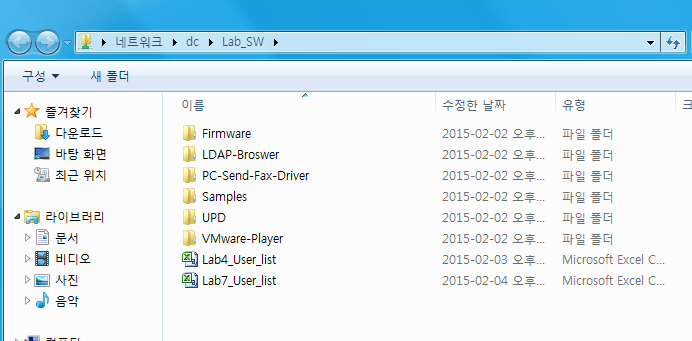 네트워크 dc Lab_SW
구성 새 폴더
이름 수정한 날짜 유형
즐겨찾기
다운로드
바탕 화면
최근 위치
라이브러리
문서
비디오
사진
음악
Firmware 2015-02-02 오후... 파일 폴더
LDAP-Broswer 2015-02-02 오후... 파일 폴더
PC-Send-Fax-Driver 2015-02-02 오후... 파일 폴더
Samples 2015-02-02 오후... 파일 폴더
UPD 2015-02-02 오후... 파일 폴더
VMware-Player 2015-02-02 오후... 파일 폴더
Lab4_User_list 2015-02-03 오후... Microsoft Excel C...
Lab7_User_list 2015-02-04 오후... Microsoft Excel C...